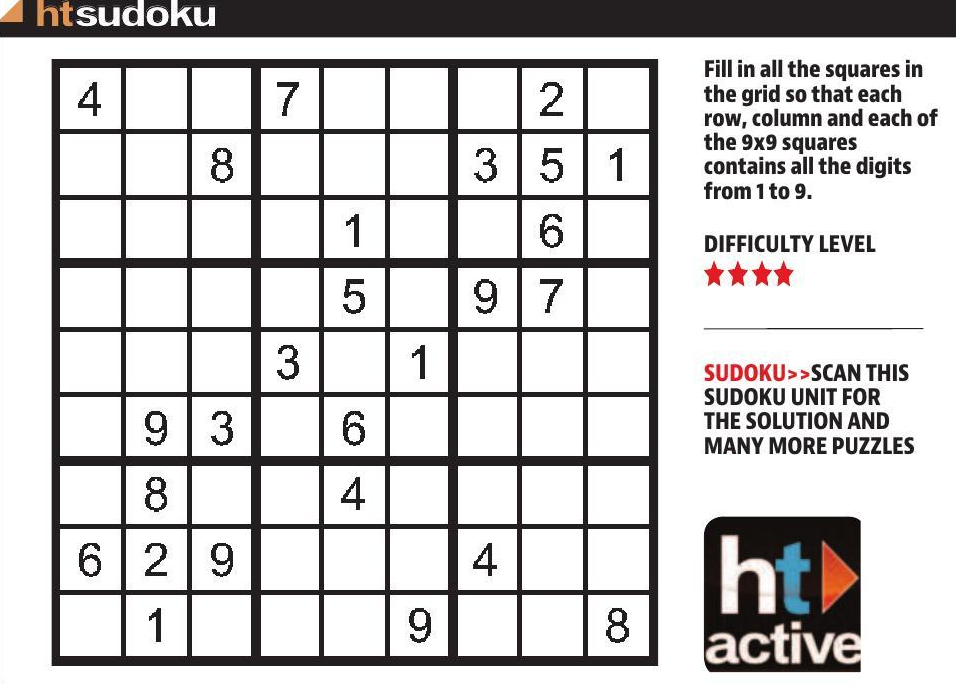 htsudoku
4 7 2
8 3 5 1
1 6
5 9 7
3 1
9 3 6
8 4
6 2 9 4
1 9 8
Fill in all the squares in
the grid so that each
row, column and each of
the 9x9 squares
contains all the digits
from 1 to 9.
DIFFICULTY LEVEL
SUDOKU>>SCAN THIS
SUDOKU UNIT FOR
THE SOLUTION AND
MANY MORE PUZZLES
ht
active